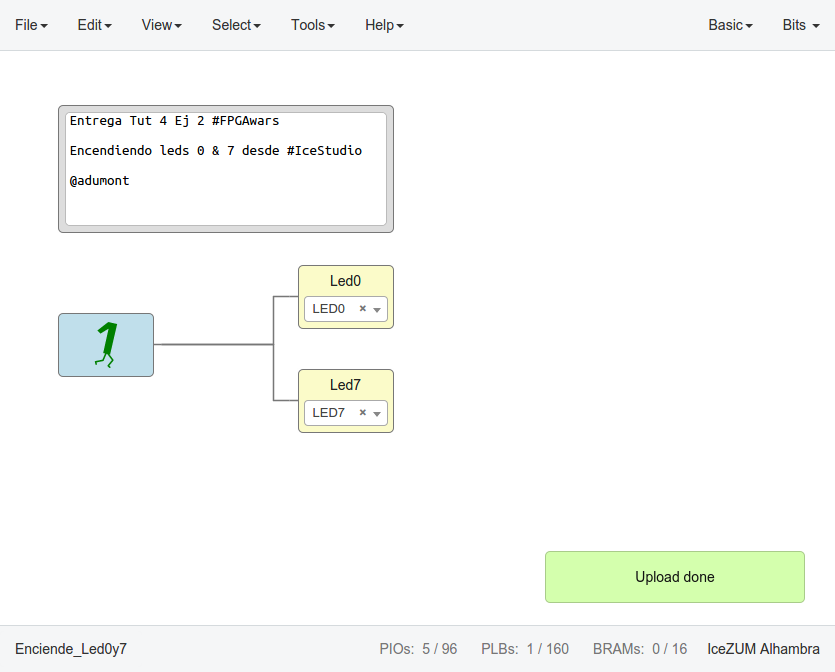 File Edit View Select Tools Help Basic Bits
Entrega Tut 4 Ej 2 #FPGAwars
Encendiendo leds 0 & 7 desde #IceStudio
@adumont
Led0
LED0 ×
1
Led7
LED7 ×
Upload done
Enciende_Led0y7 PIOs: 5 / 96 PLBs: 1 / 160 BRAMs: 0 / 16 IceZUM Alhambra